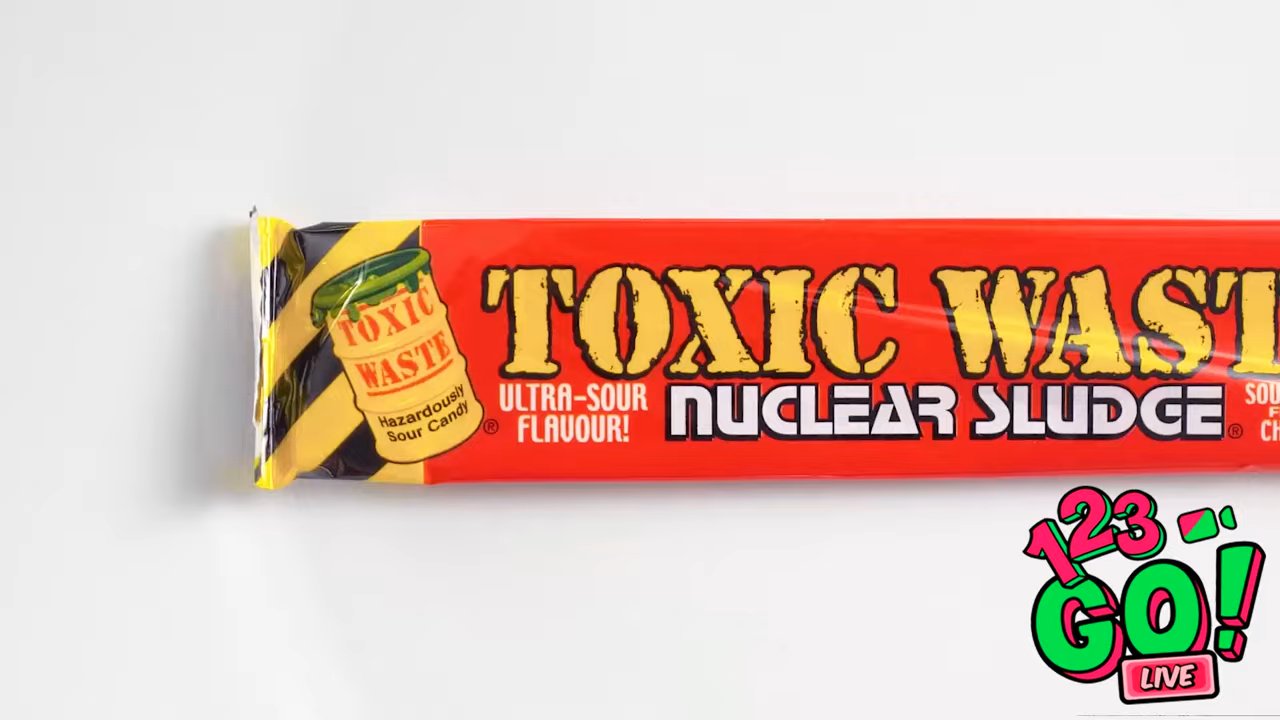 TOXIC
WASTE
Hazardously
Sour Candy
®
TOXIC WAST
ULTRA-SOUR
FLAVOUR!
NUCLEAR SLUDGE®
SOU
CH
123
GO!
LIVE